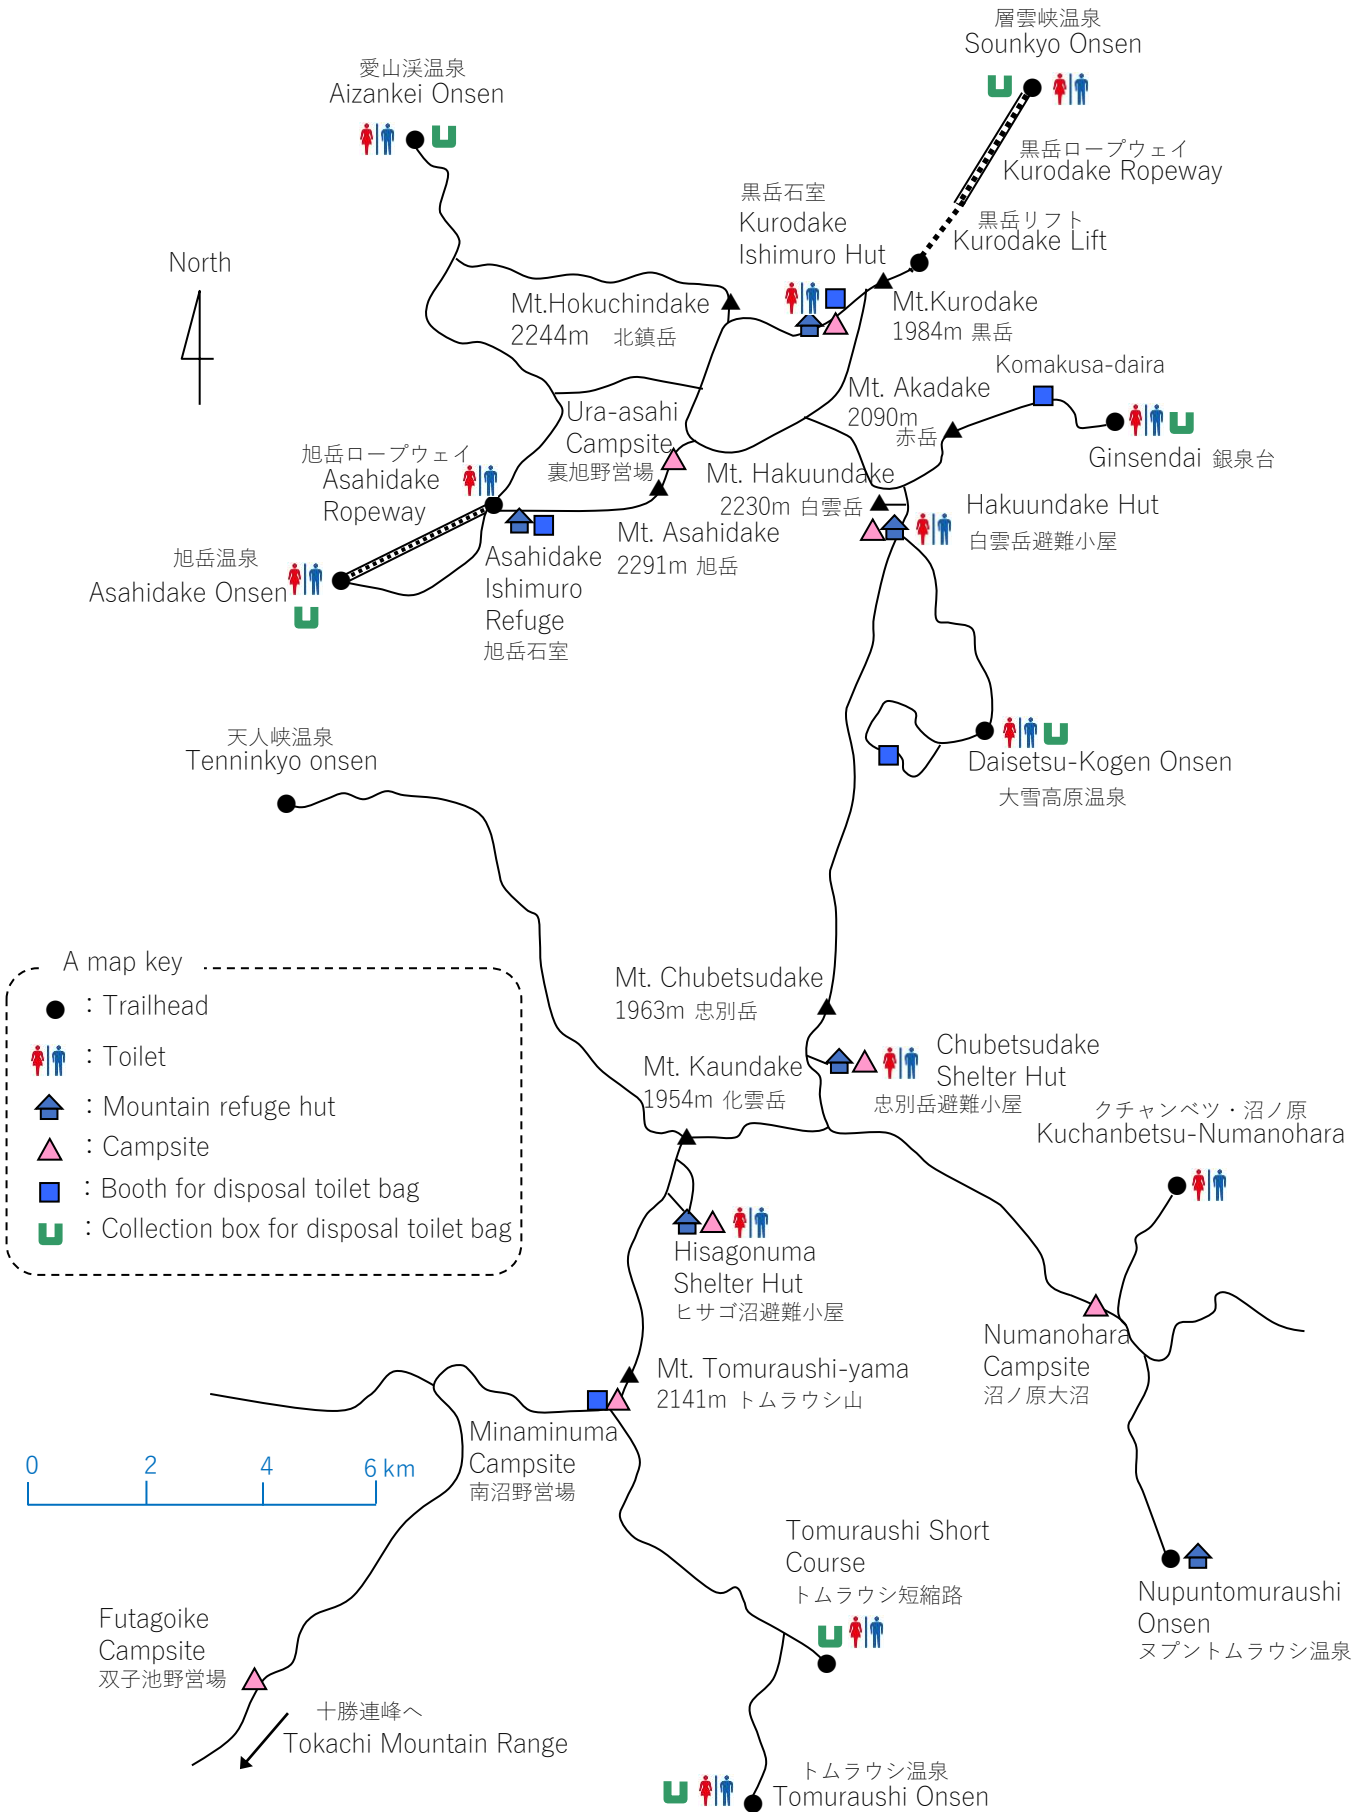 層雲峡温泉
Sounkyo Onsen
愛山渓温泉
Aizankei Onsen
黒岳ロープウェイ
Kurodake Ropeway
黒岳石室
Kurodake
Ishimuro Hut
黒岳リフト
Kurodake Lift
North
Mt.Hokuchindake
2244m 北鎮岳
Mt.Kurodake
1984m 黒岳
Komakusa-daira
Mt. Akadake
2090m
赤岳
Ura-asahi
Campsite
裏旭野営場
Ginsendai 銀泉台
旭岳ロープウェイ
Asahidake
Ropeway
Mt. Hakuundake
2230m 白雲岳
Hakuundake Hut
白雲岳避難小屋
Mt. Asahidake
2291m 旭岳
旭岳温泉
Asahidake Onsen
Asahidake
Ishimuro
Refuge
旭岳石室
天人峡温泉
Tenninkyo onsen
Daisetsu-Kogen Onsen
大雪高原温泉
A map key
：Trailhead
：Toilet
：Mountain refuge hut
：Campsite
：Booth for disposal toilet bag
：Collection box for disposal toilet bag
Mt. Chubetsudake
1963m 忠別岳
Mt. Kaundake
1954m 化雲岳
Chubetsudake
Shelter Hut
忠別岳避難小屋
クチャンベツ・沼ノ原
Kuchanbetsu-Numanohara
Hisagonuma
Shelter Hut
ヒサゴ沼避難小屋
Numanohara
Campsite
沼ノ原大沼
Mt. Tomuraushi-yama
2141m トムラウシ山
Minaminuma
Campsite
南沼野営場
0 2 4 6 km
Tomuraushi Short
Course
トムラウシ短縮路
Nupuntomuraushi
Onsen
ヌプントムラウシ温泉
Futagoike
Campsite
双子池野営場
十勝連峰へ
Tokachi Mountain Range
トムラウシ温泉
Tomuraushi Onsen